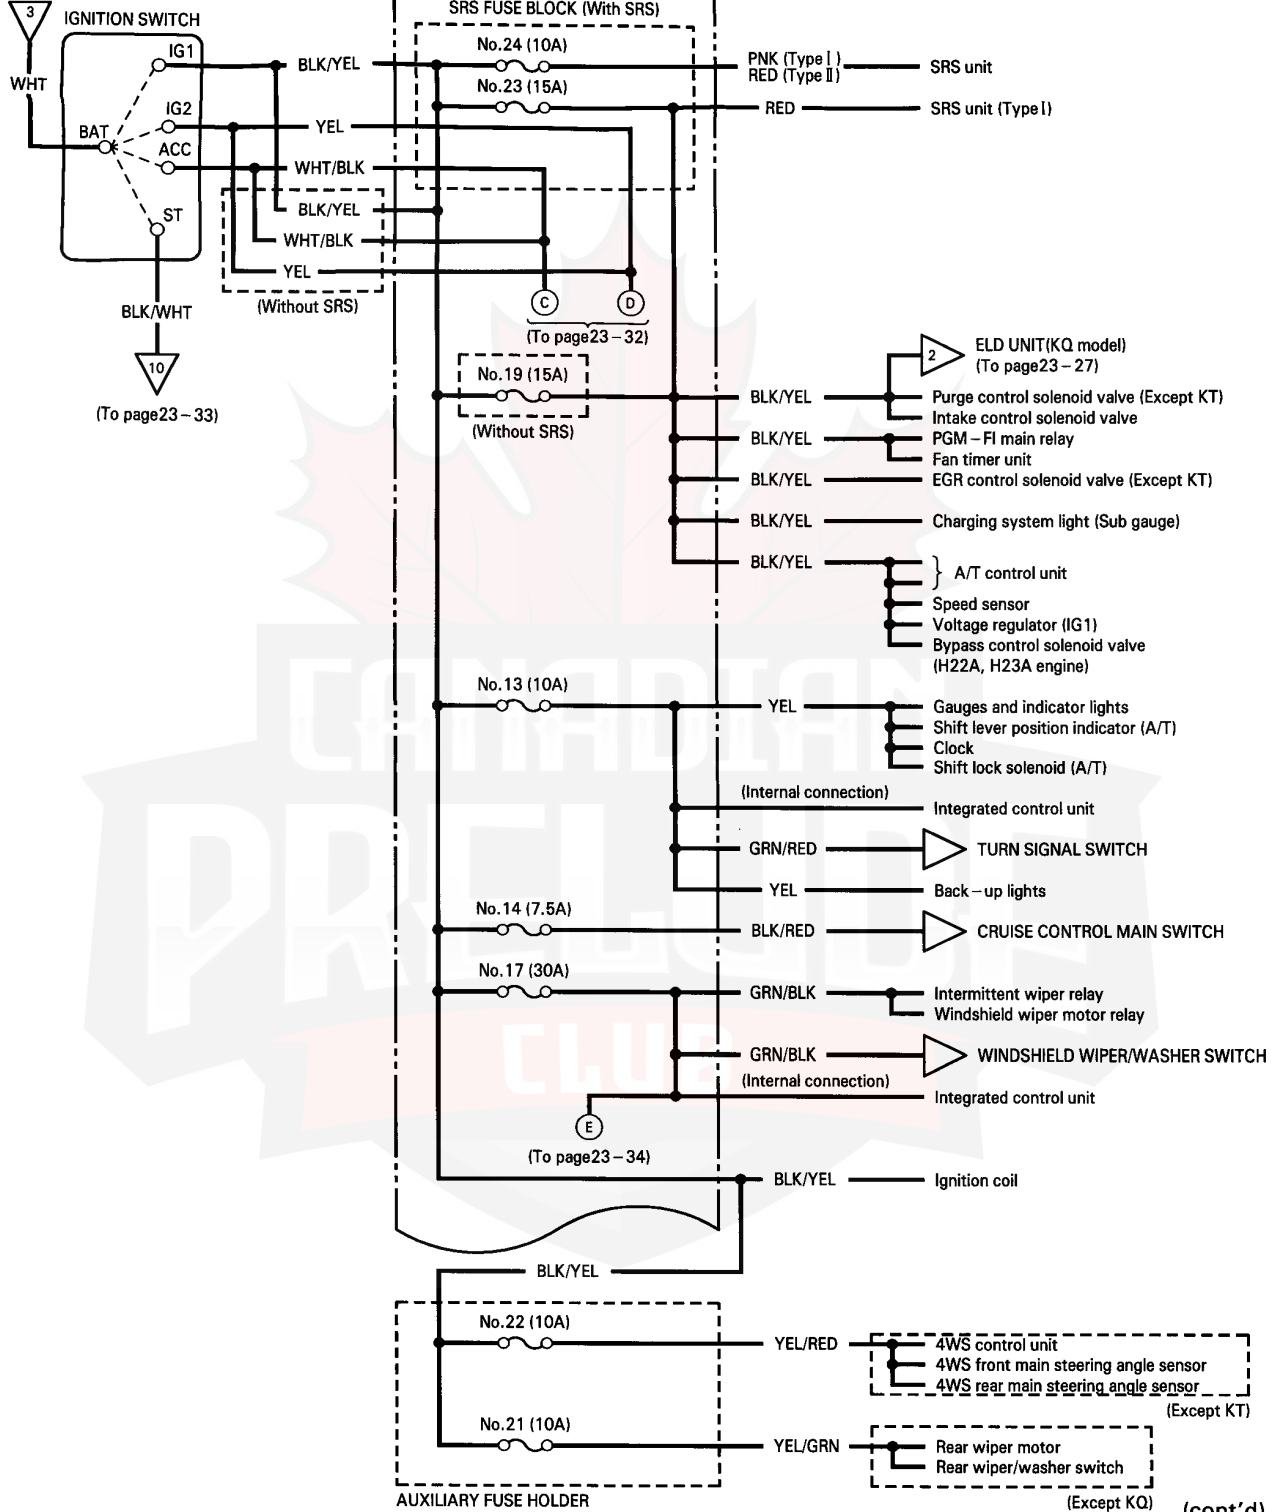 3
IGNITION SWITCH
SRS FUSE BLOCK (With SRS)
WHT
IG1
BLK/YEL
No.24 (10A)
PNK (Type I)
RED (Type II)
SRS unit
No.23 (15A)
RED
SRS unit (Type I)
IG2
YEL
BAT
ACC
WHT/BLK
ST
BLK/YEL
WHT/BLK
YEL
(Without SRS)
BLK/WHT
C
D
(To page 23-32)
10
(To page 23-33)
No.19 (15A)
(Without SRS)
2
ELD UNIT(KQ model)
(To page 23-27)
BLK/YEL
Purge control solenoid valve (Except KT)
Intake control solenoid valve
BLK/YEL
PGM-FI main relay
Fan timer unit
BLK/YEL
EGR control solenoid valve (Except KT)
BLK/YEL
Charging system light (Sub gauge)
BLK/YEL
A/T control unit
Speed sensor
Voltage regulator (IG1)
Bypass control solenoid valve
(H22A, H23A engine)
No.13 (10A)
YEL
Gauges and indicator lights
Shift lever position indicator (A/T)
Clock
Shift lock solenoid (A/T)
(Internal connection)
Integrated control unit
GRN/RED
TURN SIGNAL SWITCH
YEL
Back-up lights
No.14 (7.5A)
BLK/RED
CRUISE CONTROL MAIN SWITCH
No.17 (30A)
GRN/BLK
Intermittent wiper relay
Windshield wiper motor relay
GRN/BLK
WINDSHIELD WIPER/WASHER SWITCH
(Internal connection)
Integrated control unit
E
(To page 23-34)
BLK/YEL
Ignition coil
BLK/YEL
No.22 (10A)
YEL/RED
4WS control unit
4WS front main steering angle sensor
4WS rear main steering angle sensor
(Except KT)
No.21 (10A)
YEL/GRN
Rear wiper motor
Rear wiper/washer switch
(Except KQ)
AUXILIARY FUSE HOLDER
(cont'd)
CANADIAN
PRELUDE
CLUB